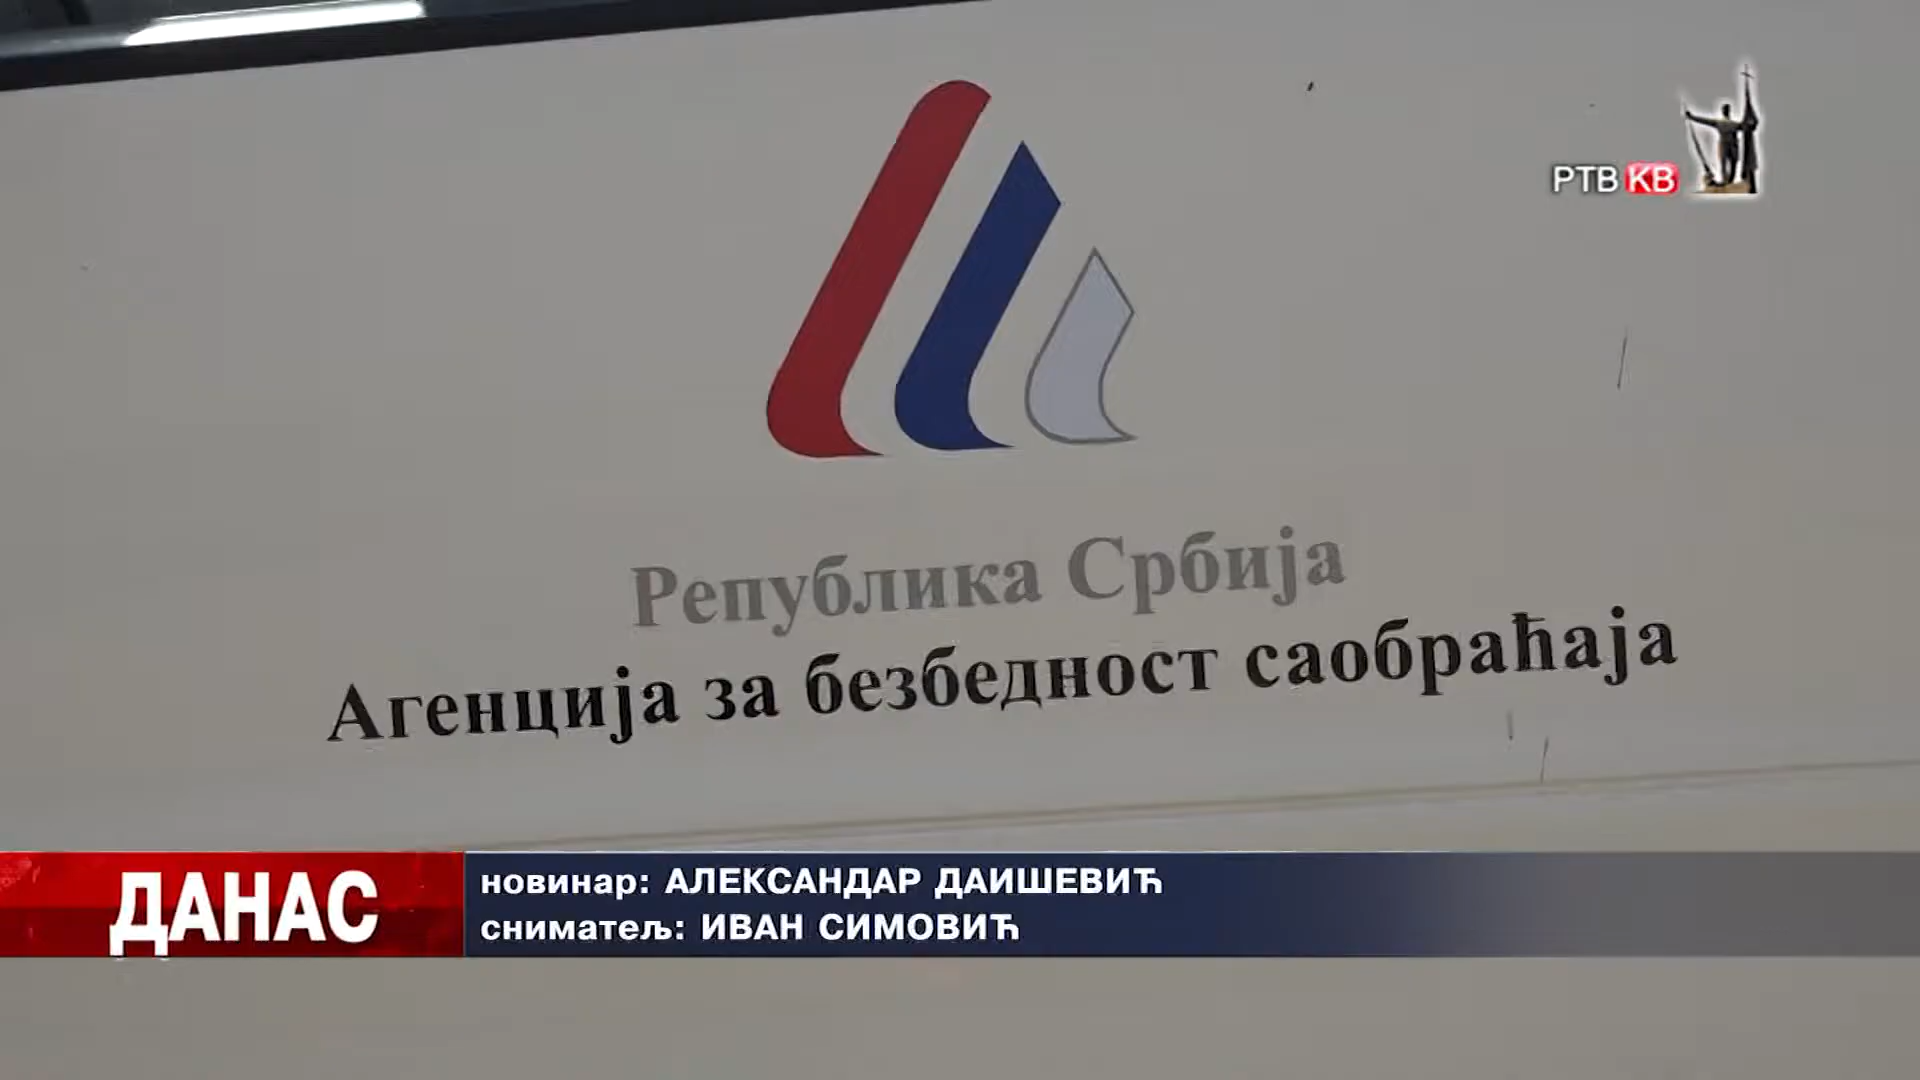 РТВ КВ
Република Србија
Агенција за безбедност саобраћаја
ДАНАС
новинар: АЛЕКСАНДАР ДАИШЕВИЋ
сниматељ: ИВАН СИМОВИЋ